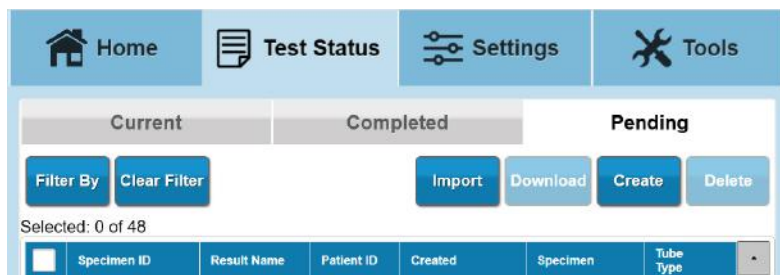 Home Test Status Settings Tools
Current Completed Pending
Filter By Clear Filter Import Download Create Delete
Selected: 0 of 48
Specimen ID Result Name Patient ID Created Specimen Tube
Type